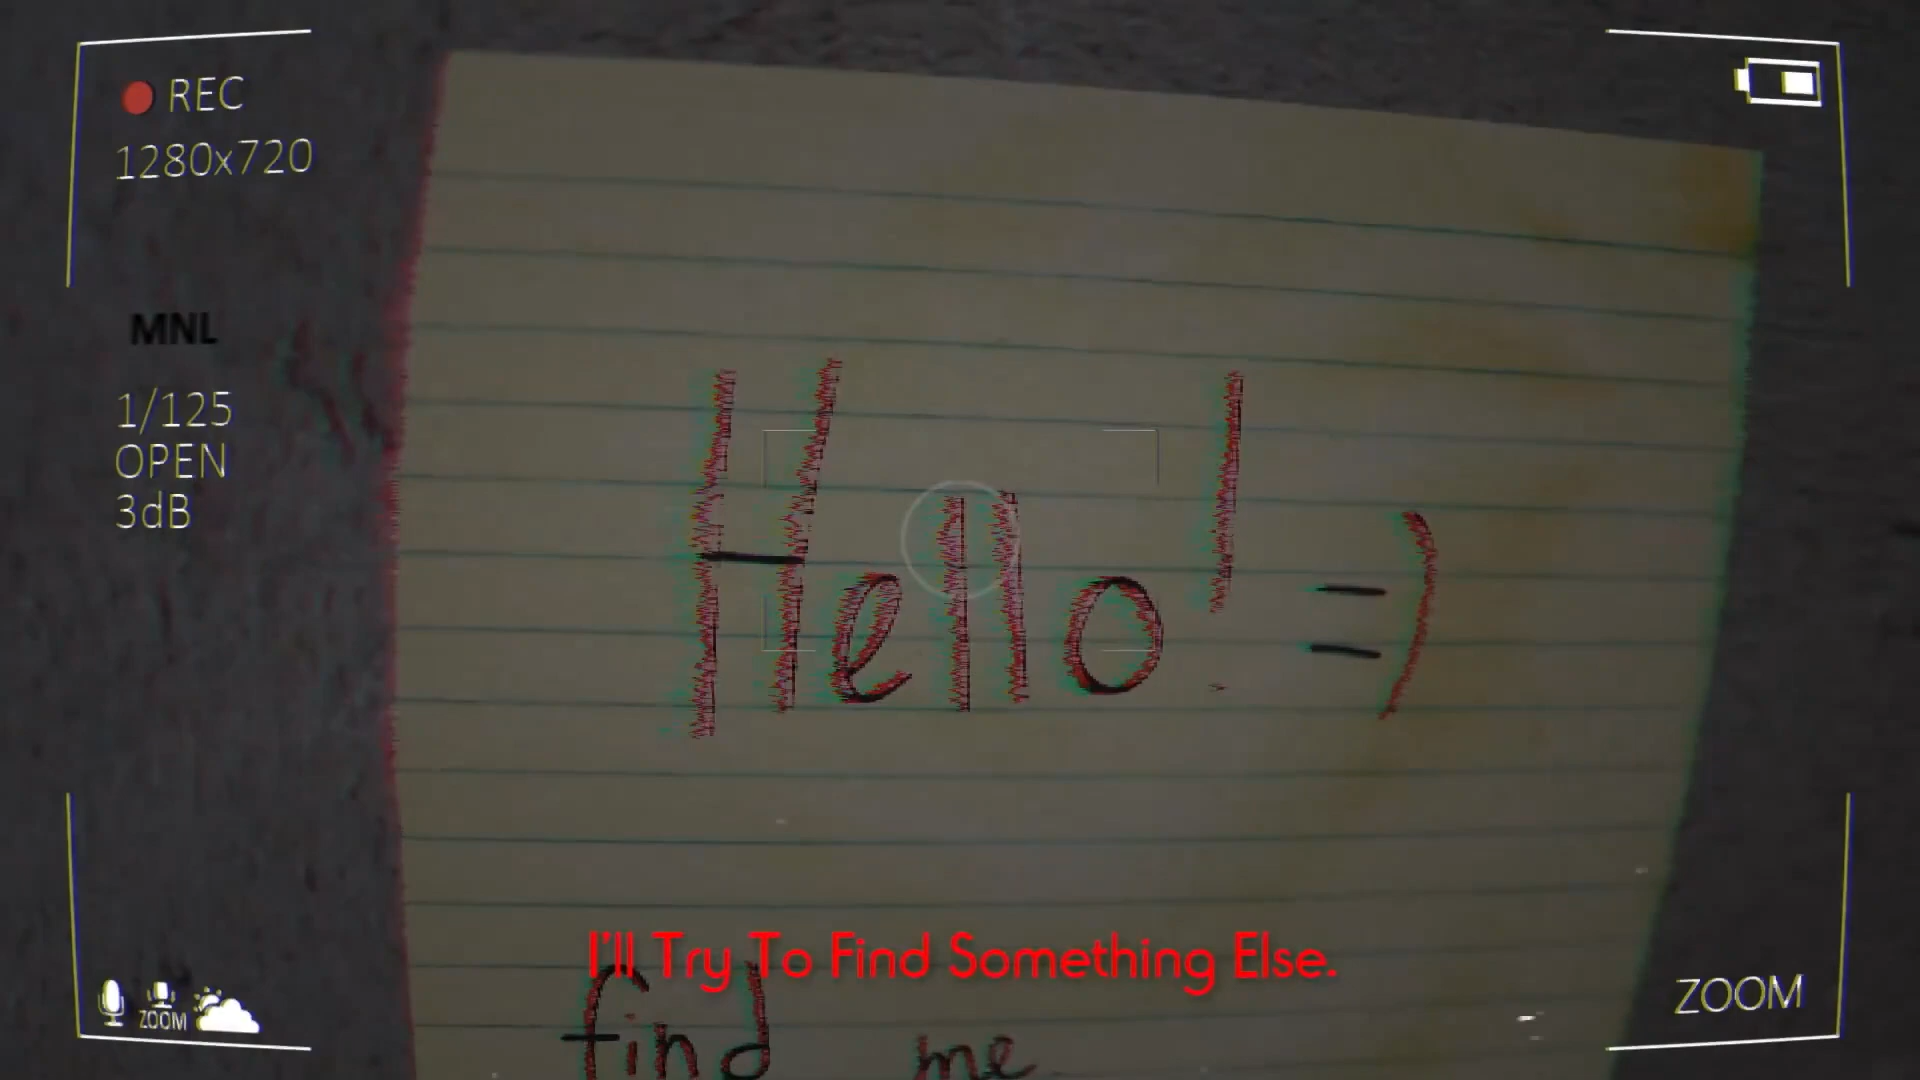 REC
1280x720
MNL
1/125
OPEN
3dB
Hello! =)
I'll Try To Find Something Else.
find me
ZOOM
ZOOM